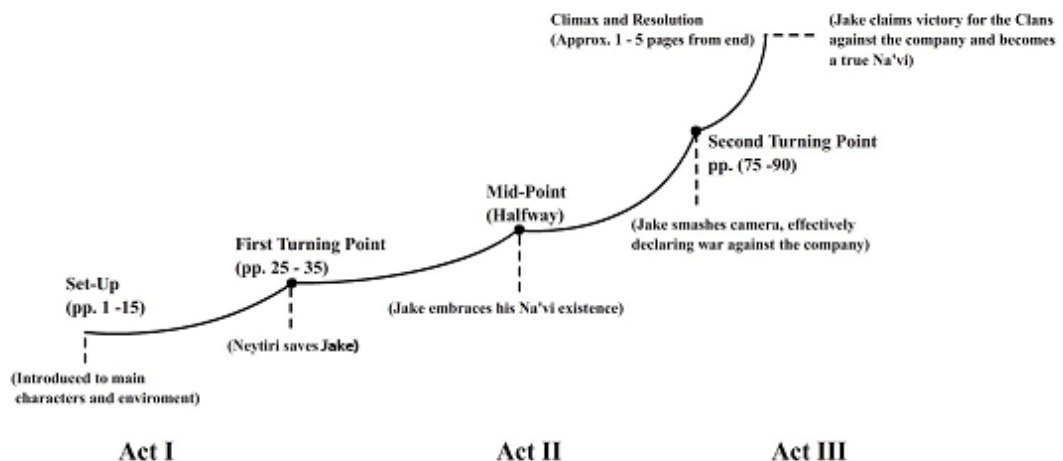 Climax and Resolution
(Approx. 1 - 5 pages from end)
(Jake claims victory for the Clans
against the company and becomes
a true Na'vi)
Second Turning Point
pp. (75 -90)
(Jake smashes camera, effectively
declaring war against the company)
Mid-Point
(Halfway)
(Jake embraces his Na'vi existence)
First Turning Point
(pp. 25 - 35)
(Neytiri saves Jake)
Set-Up
(pp. 1 -15)
(Introduced to main
characters and enviroment)
Act I
Act II
Act III